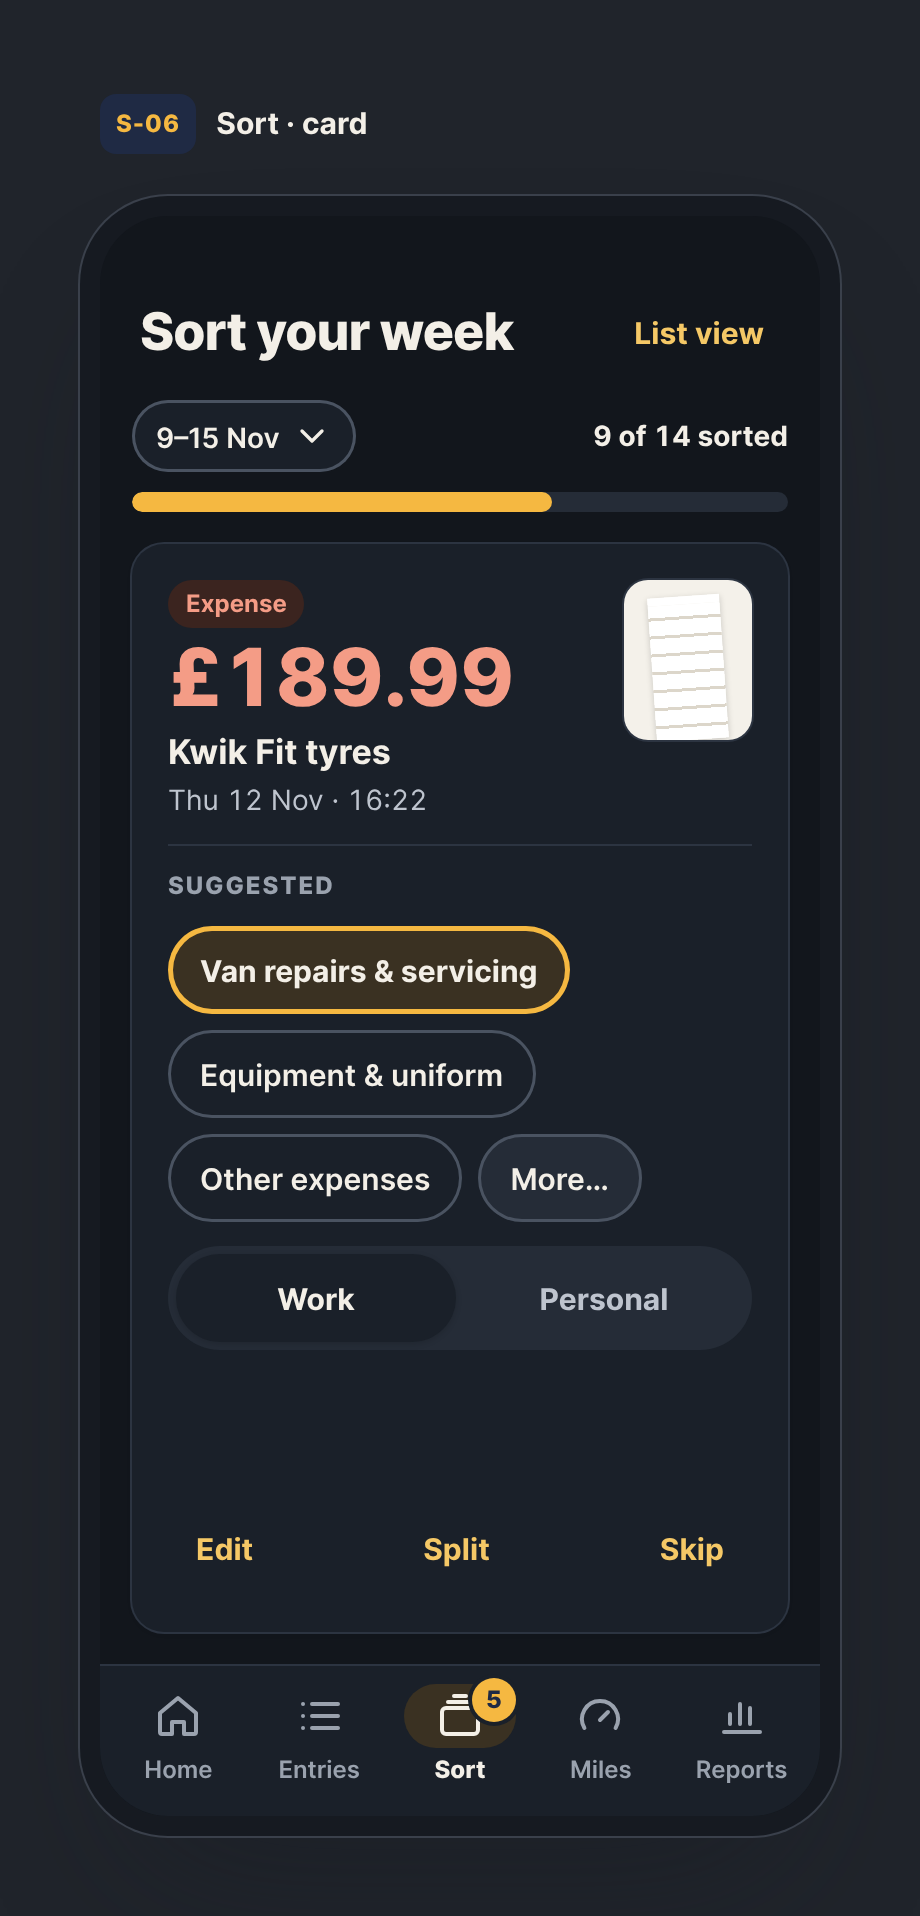 S-06 Sort · card
Sort your week List view
9–15 Nov 9 of 14 sorted
Expense
£189.99
Kwik Fit tyres
Thu 12 Nov · 16:22
SUGGESTED
Van repairs & servicing
Equipment & uniform
Other expenses More...
Work Personal
Edit Split Skip
5
Home Entries Sort Miles Reports